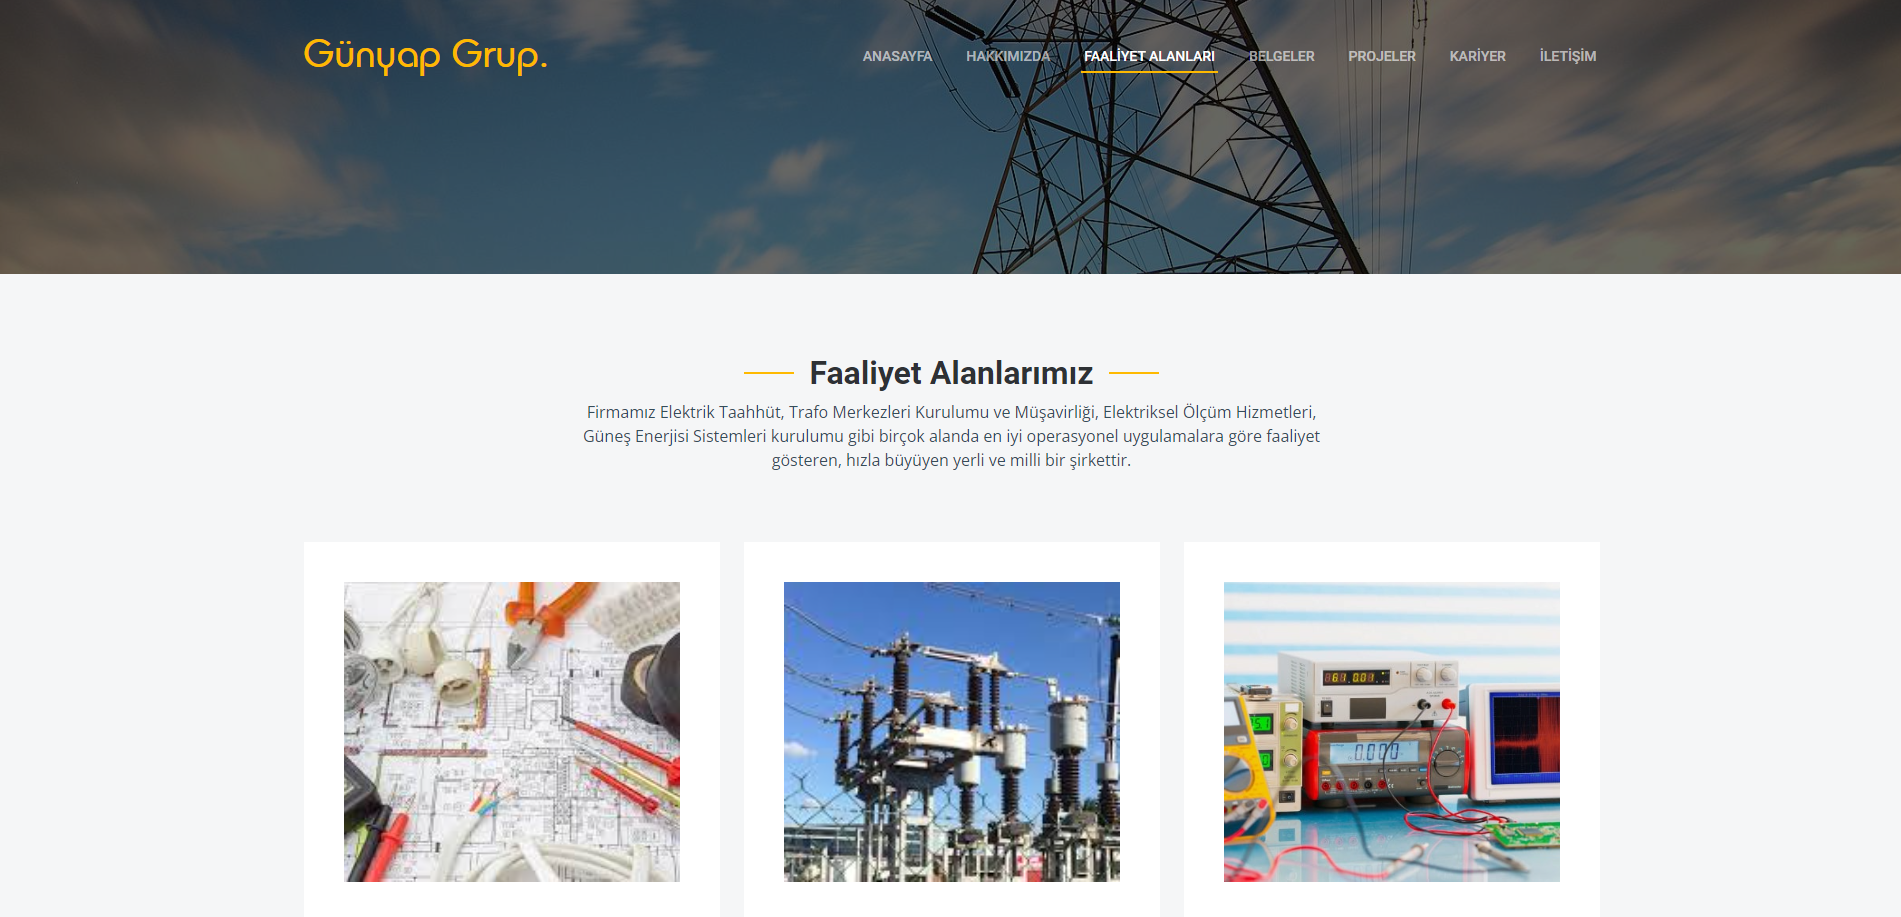 Günyap Grup.
ANASAYFA HAKKIMIZDA FAALİYET ALANLARI BELGELER PROJELER KARİYER İLETİŞİM
Faaliyet Alanlarımız
Firmamız Elektrik Taahhüt, Trafo Merkezleri Kurulumu ve Müşavirliği, Elektriksel Ölçüm Hizmetleri,
Güneş Enerjisi Sistemleri kurulumu gibi birçok alanda en iyi operasyonel uygulamalara göre faaliyet
gösteren, hızla büyüyen yerli ve milli bir şirkettir.
0.000